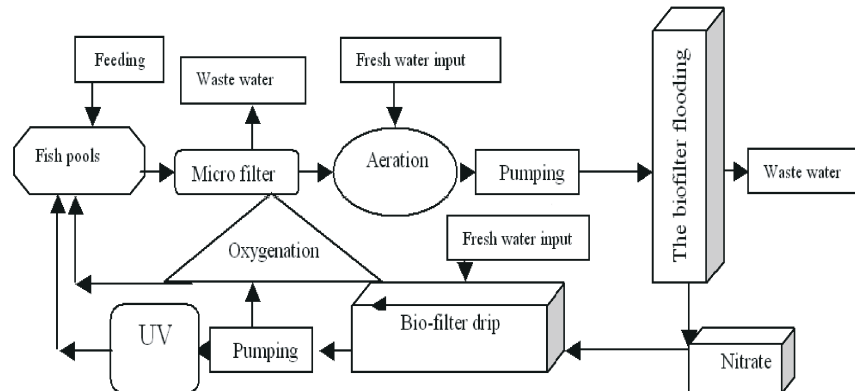 Feeding
Waste water
Fresh water input
Fish pools
Micro filter
Aeration
Pumping
The biofilter flooding
Waste water
Oxygenation
Fresh water input
UV
Pumping
Bio-filter drip
Nitrate